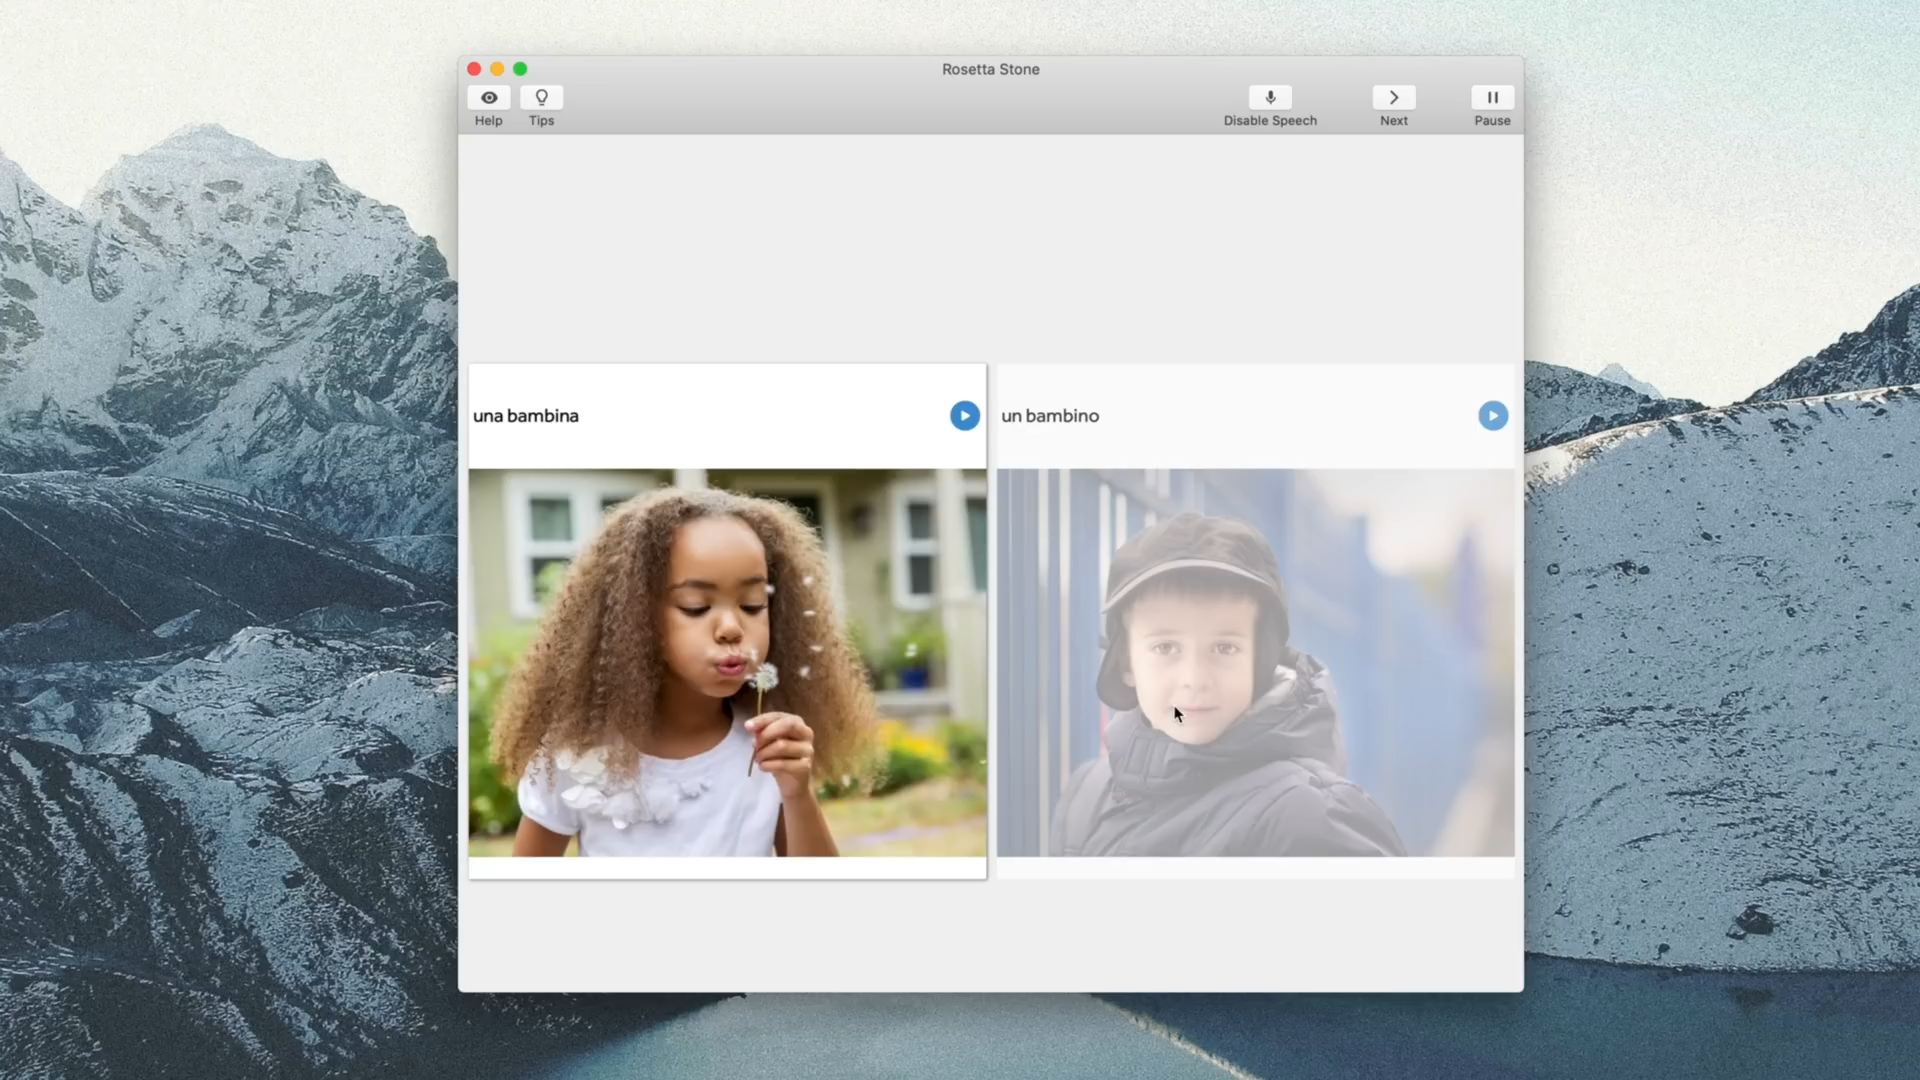 Rosetta Stone
Help
Tips
Disable Speech
Next
Pause
una bambina
un bambino